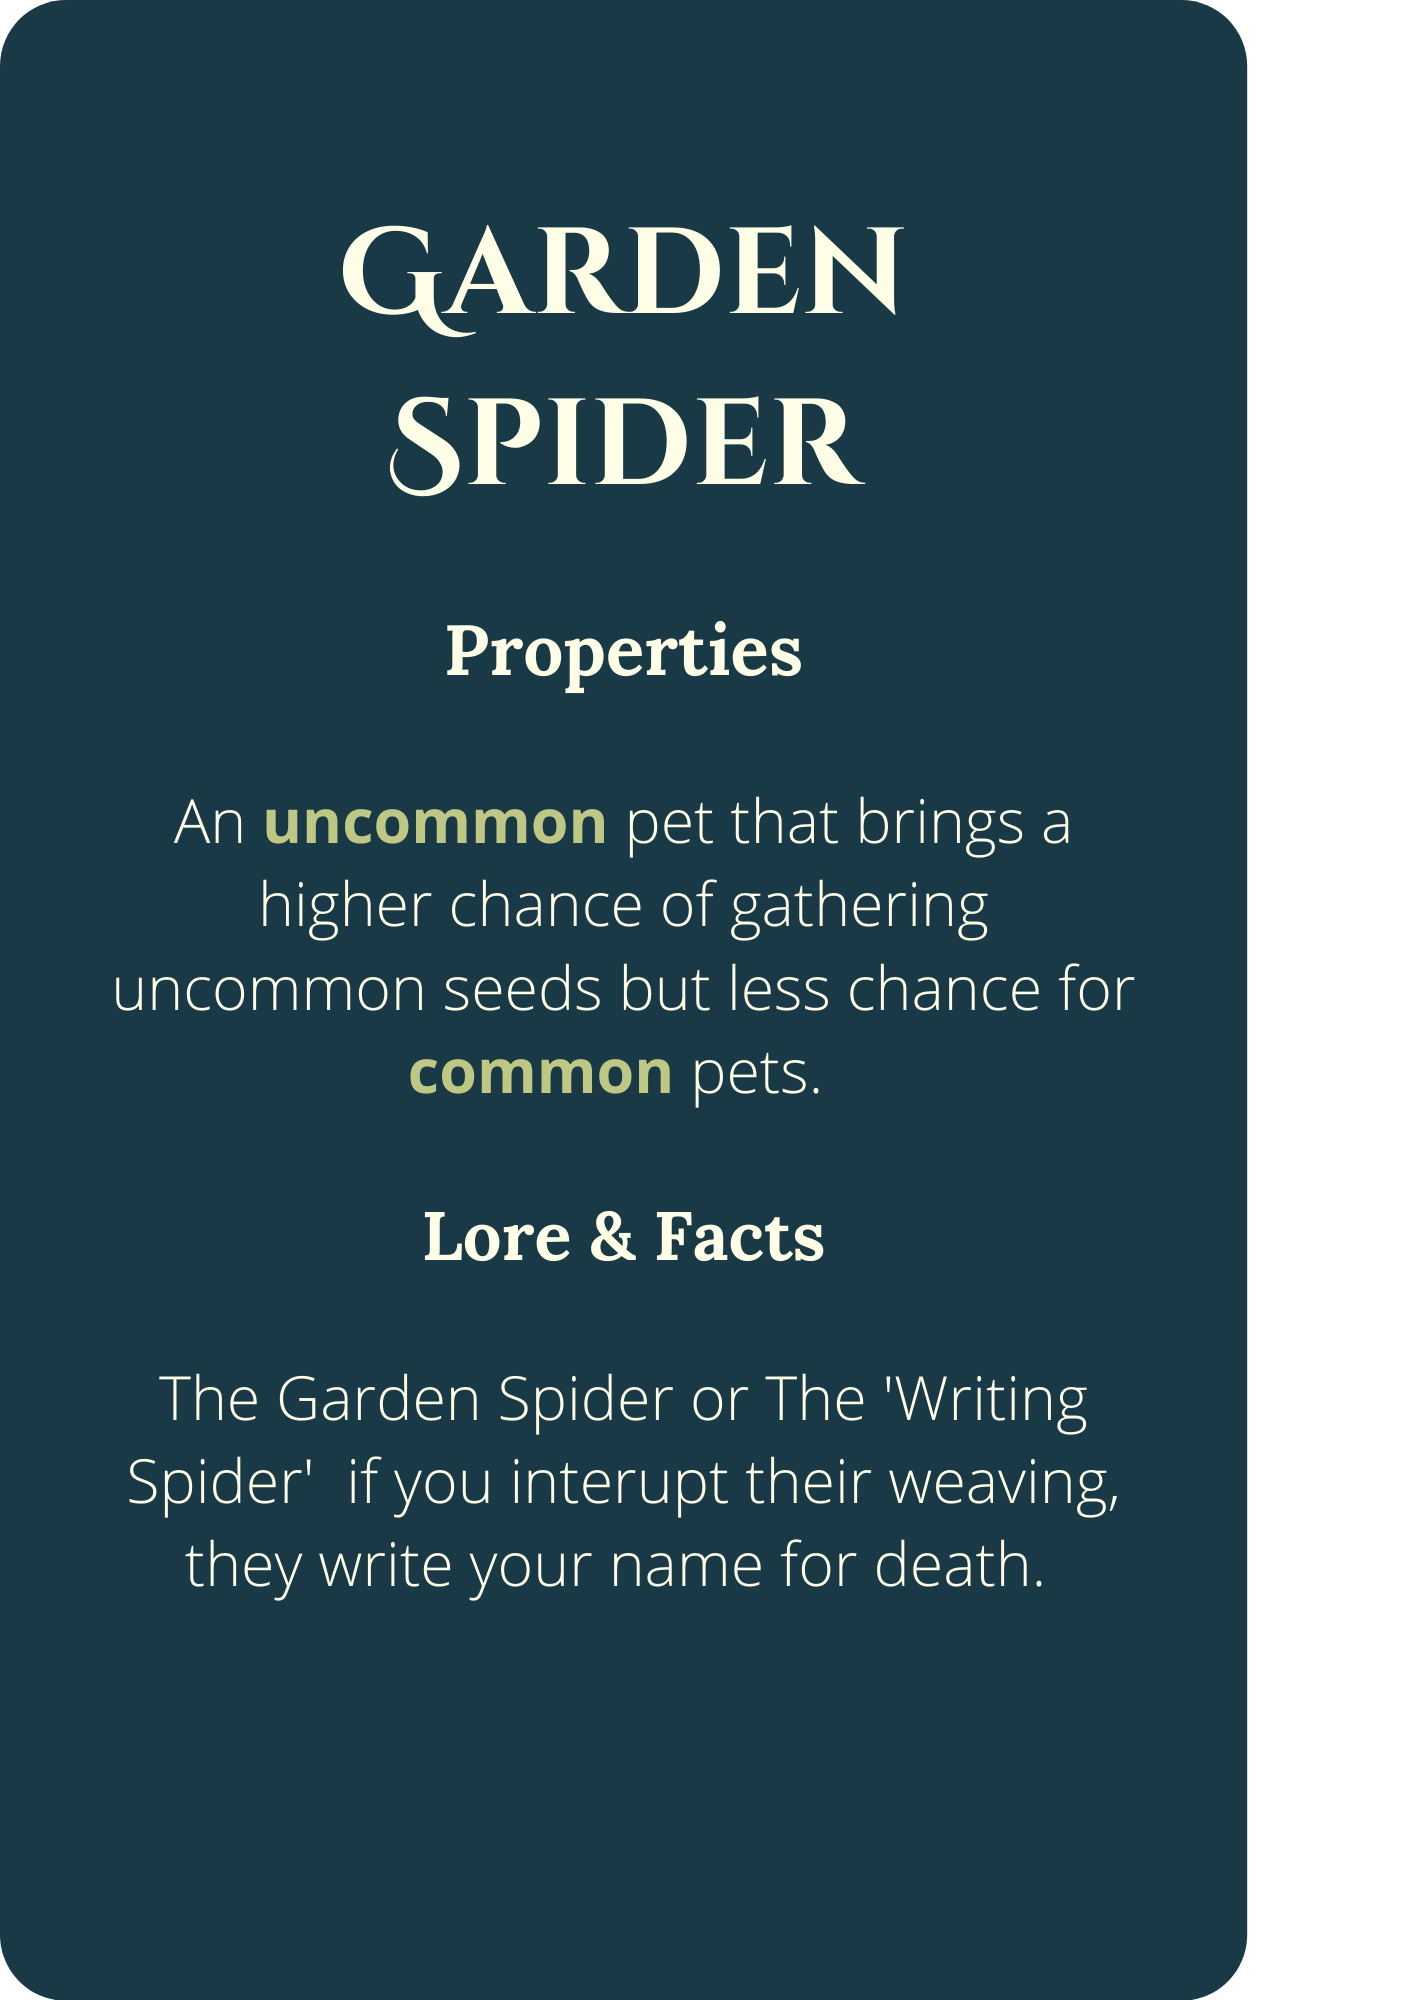 Garden
Spider
Properties
An uncommon pet that brings a
higher chance of gathering
uncommon seeds but less chance for
common pets.
Lore & Facts
The Garden Spider or The 'Writing
Spider'  if you interupt their weaving,
they write your name for death.